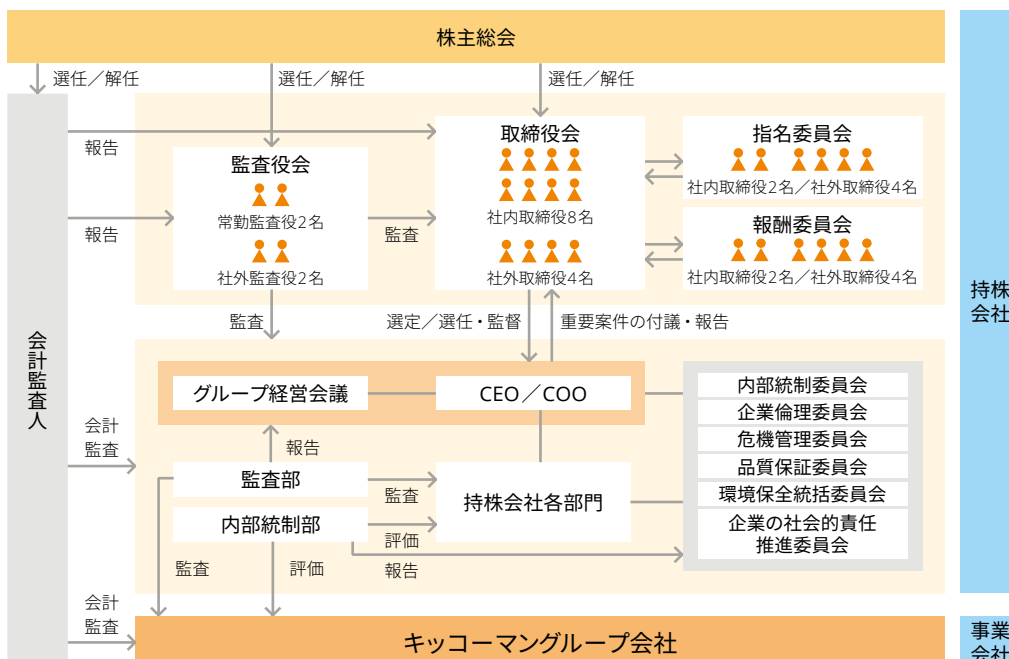 株主総会
選任／解任
選任／解任
選任／解任
会計監査人
報告
報告
監査役会
常勤監査役2名
社外監査役2名
監査
取締役会
社内取締役8名
社外取締役4名
指名委員会
社内取締役2名／社外取締役4名
報酬委員会
社内取締役2名／社外取締役4名
持株
会社
監査
選定／選任・監督
重要案件の付議・報告
グループ経営会議
CEO／COO
内部統制委員会
企業倫理委員会
危機管理委員会
品質保証委員会
環境保全統括委員会
企業の社会的責任
推進委員会
会計
監査
報告
監査部
監査
持株会社各部門
内部統制部
評価
報告
監査
評価
会計
監査
キッコーマングループ会社
事業
会社